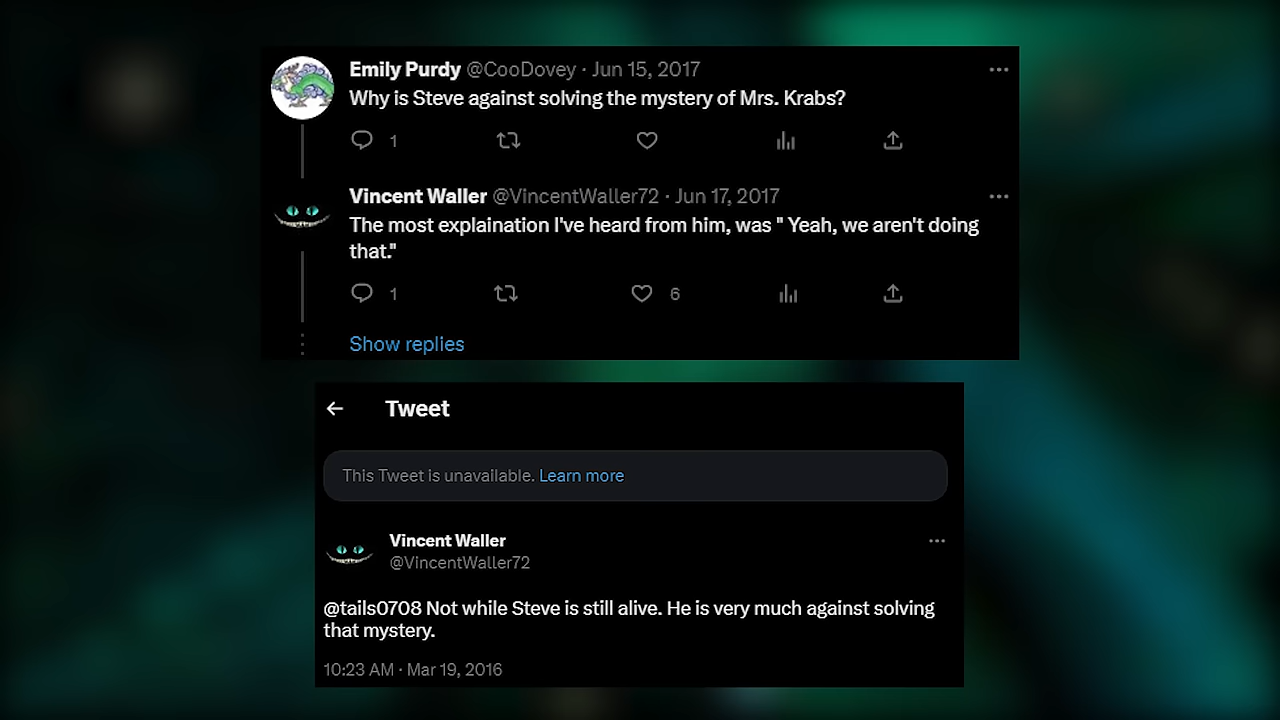 Emily Purdy @CooDovey · Jun 15, 2017
Why is Steve against solving the mystery of Mrs. Krabs?
1
Vincent Waller @VincentWaller72 · Jun 17, 2017
The most explaination I've heard from him, was " Yeah, we aren't doing
that."
1 6
Show replies
Tweet
This Tweet is unavailable. Learn more
Vincent Waller
@VincentWaller72
@tails0708 Not while Steve is still alive. He is very much against solving
that mystery.
10:23 AM · Mar 19, 2016